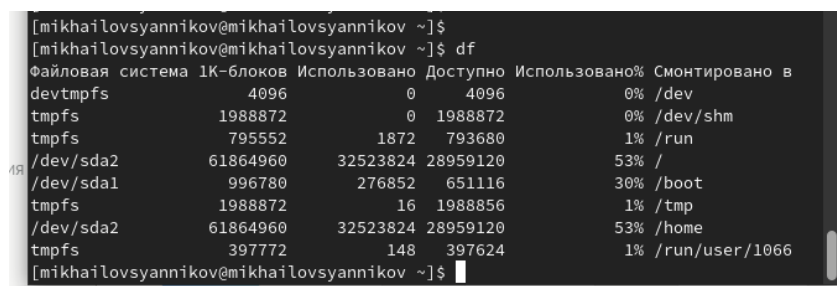 [mikhailovsyannikov@mikhailovsyannikov ~]$
[mikhailovsyannikov@mikhailovsyannikov ~]$ df
Файловая система 1K-блоков Использовано Доступно Использовано% Смонтировано в
devtmpfs 4096 0 4096 0% /dev
tmpfs 1988872 0 1988872 0% /dev/shm
tmpfs 795552 1872 793680 1% /run
/dev/sda2 61864960 32523824 28959120 53% /
/dev/sda1 996780 276852 651116 30% /boot
tmpfs 1988872 16 1988856 1% /tmp
/dev/sda2 61864960 32523824 28959120 53% /home
tmpfs 397772 148 397624 1% /run/user/1066
[mikhailovsyannikov@mikhailovsyannikov ~]$